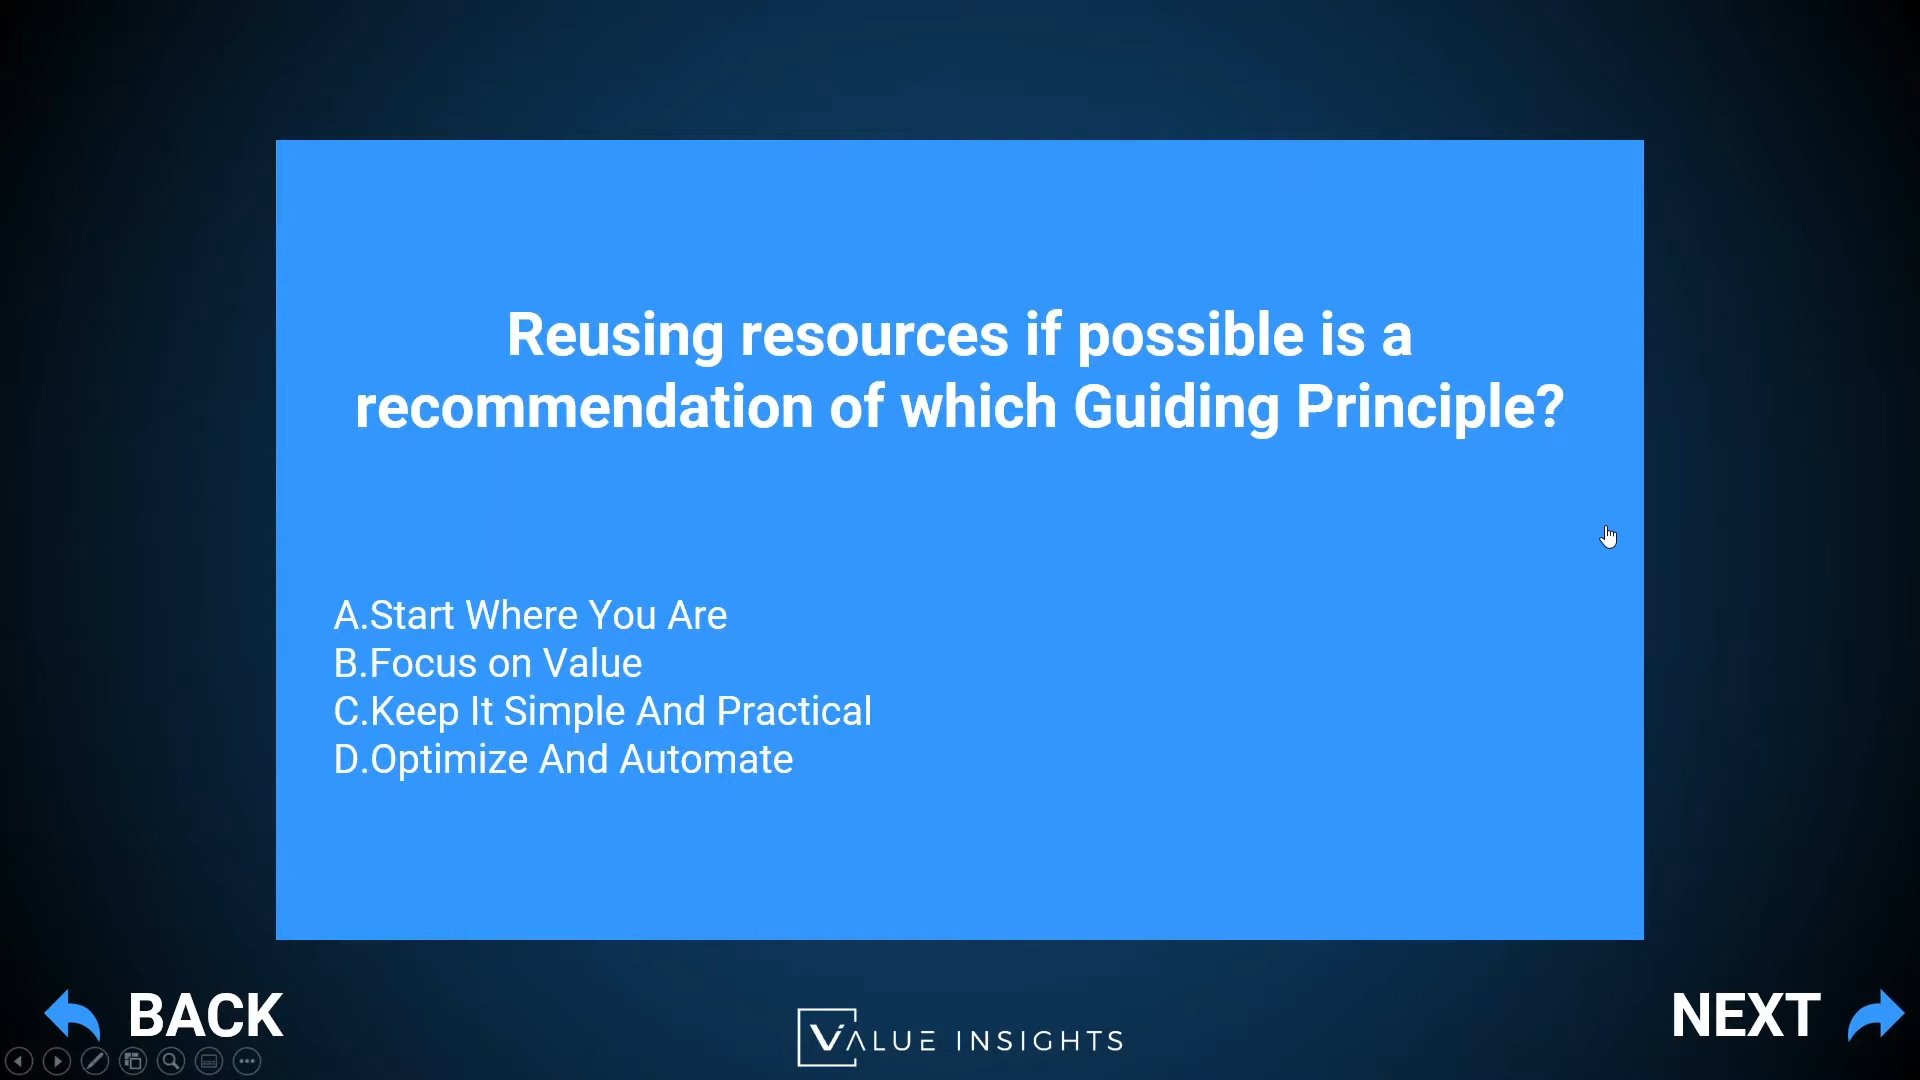 Reusing resources if possible is a
recommendation of which Guiding Principle?
A.Start Where You Are
B.Focus on Value
C.Keep It Simple And Practical
D.Optimize And Automate
BACK
NEXT
VALUE INSIGHTS